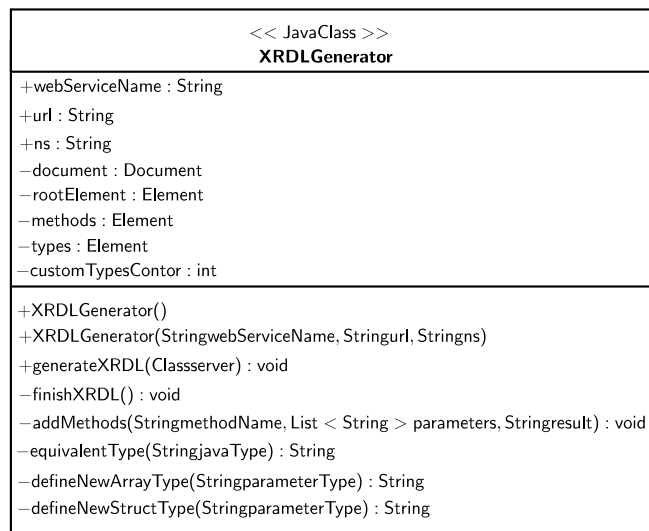 << JavaClass >>
XRDLGenerator
+webServiceName : String
+url : String
+ns : String
−document : Document
−rootElement : Element
−methods : Element
−types : Element
−customTypesContor : int
+XRDLGenerator()
+XRDLGenerator(StringwebServiceName, Stringurl, Stringns)
+generateXRDL(Classserver) : void
−finishXRDL() : void
−addMethods(StringmethodName, List < String > parameters, Stringresult) : void
−equivalentType(StringjavaType) : String
−defineNewArrayType(StringparameterType) : String
−defineNewStructType(StringparameterType) : String